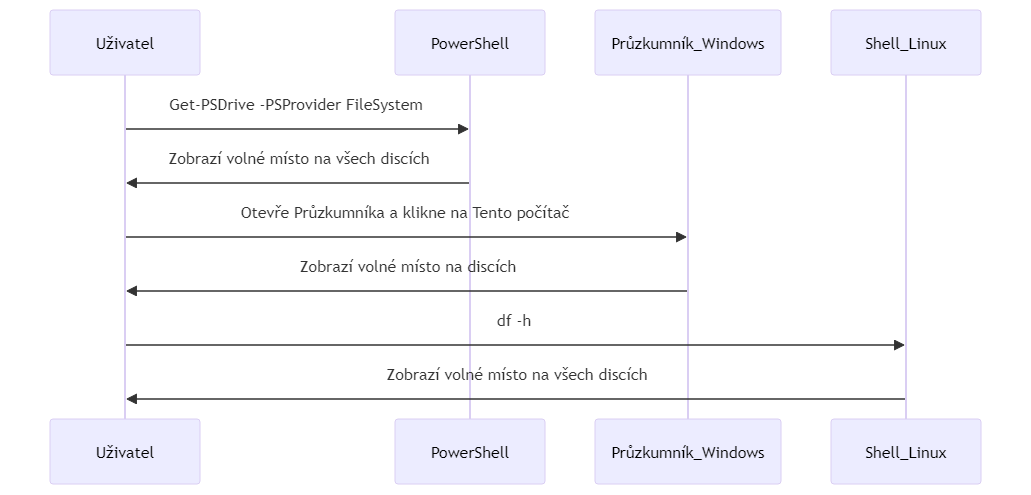 Uživatel
PowerShell
Průzkumník_Windows
Shell_Linux
Get-PSDrive -PSProvider FileSystem
Zobrazí volné místo na všech discích
Otevře Průzkumníka a klikne na Tento počítač
Zobrazí volné místo na discích
df -h
Zobrazí volné místo na všech discích
Uživatel
PowerShell
Průzkumník_Windows
Shell_Linux